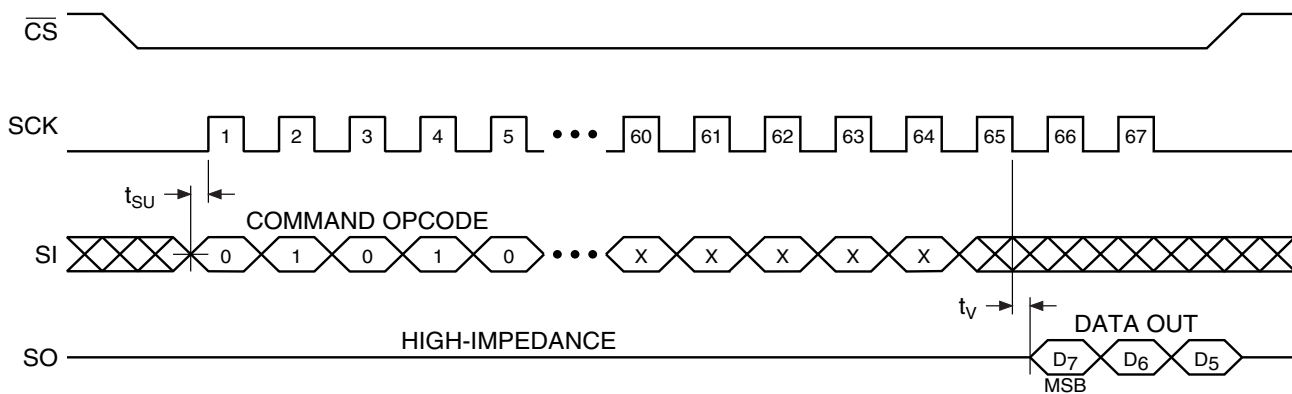 CS
SCK
1 2 3 4 5 ••• 60 61 62 63 64 65 66 67
tSU
COMMAND OPCODE
SI
0 1 0 1 0 ••• X X X X X
tV
HIGH-IMPEDANCE
DATA OUT
SO
D7 D6 D5
MSB